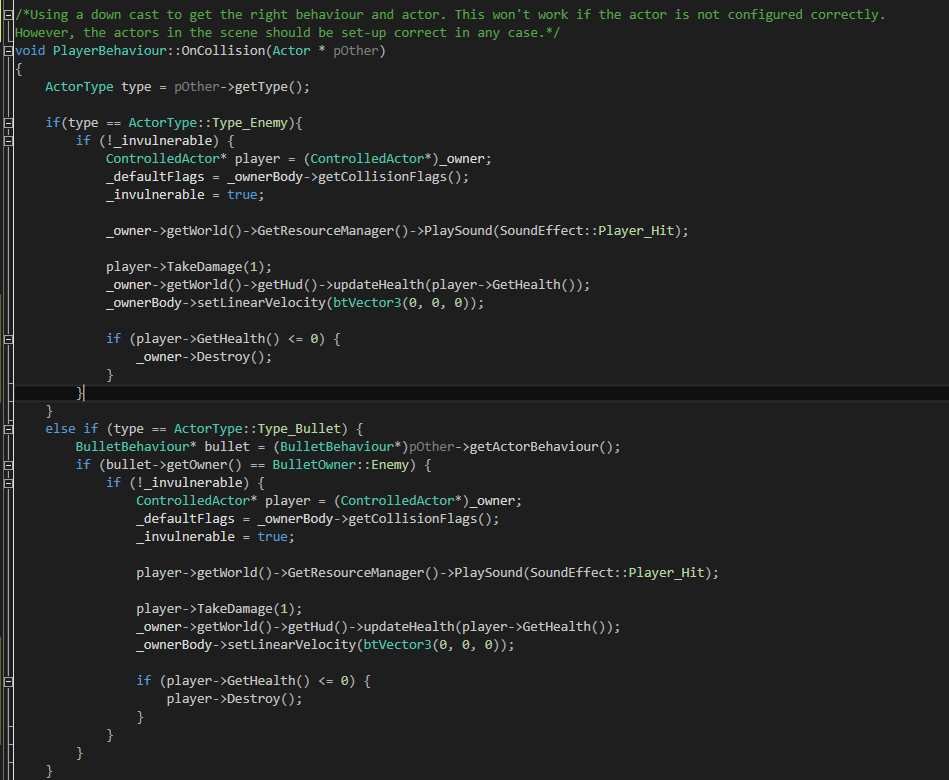 /*Using a down cast to get the right behaviour and actor. This won't work if the actor is not configured correctly.
However, the actors in the scene should be set-up correct in any case.*/
void PlayerBehaviour::OnCollision(Actor * pOther)
{
    ActorType type = pOther->getType();

    if(type == ActorType::Type_Enemy){
        if (!_invulnerable) {
            ControlledActor* player = (ControlledActor*)_owner;
            _defaultFlags = _ownerBody->getCollisionFlags();
            _invulnerable = true;

            _owner->getWorld()->GetResourceManager()->PlaySound(SoundEffect::Player_Hit);

            player->TakeDamage(1);
            _owner->getWorld()->getHud()->updateHealth(player->GetHealth());
            _ownerBody->setLinearVelocity(btVector3(0, 0, 0));

            if (player->GetHealth() <= 0) {
                _owner->Destroy();
            }
        }
    }
    else if (type == ActorType::Type_Bullet) {
        BulletBehaviour* bullet = (BulletBehaviour*)pOther->getActorBehaviour();
        if (bullet->getOwner() == BulletOwner::Enemy) {
            if (!_invulnerable) {
                ControlledActor* player = (ControlledActor*)_owner;
                _defaultFlags = _ownerBody->getCollisionFlags();
                _invulnerable = true;

                player->getWorld()->GetResourceManager()->PlaySound(SoundEffect::Player_Hit);

                player->TakeDamage(1);
                _owner->getWorld()->getHud()->updateHealth(player->GetHealth());
                _ownerBody->setLinearVelocity(btVector3(0, 0, 0));

                if (player->GetHealth() <= 0) {
                    player->Destroy();
                }
            }
        }
    }